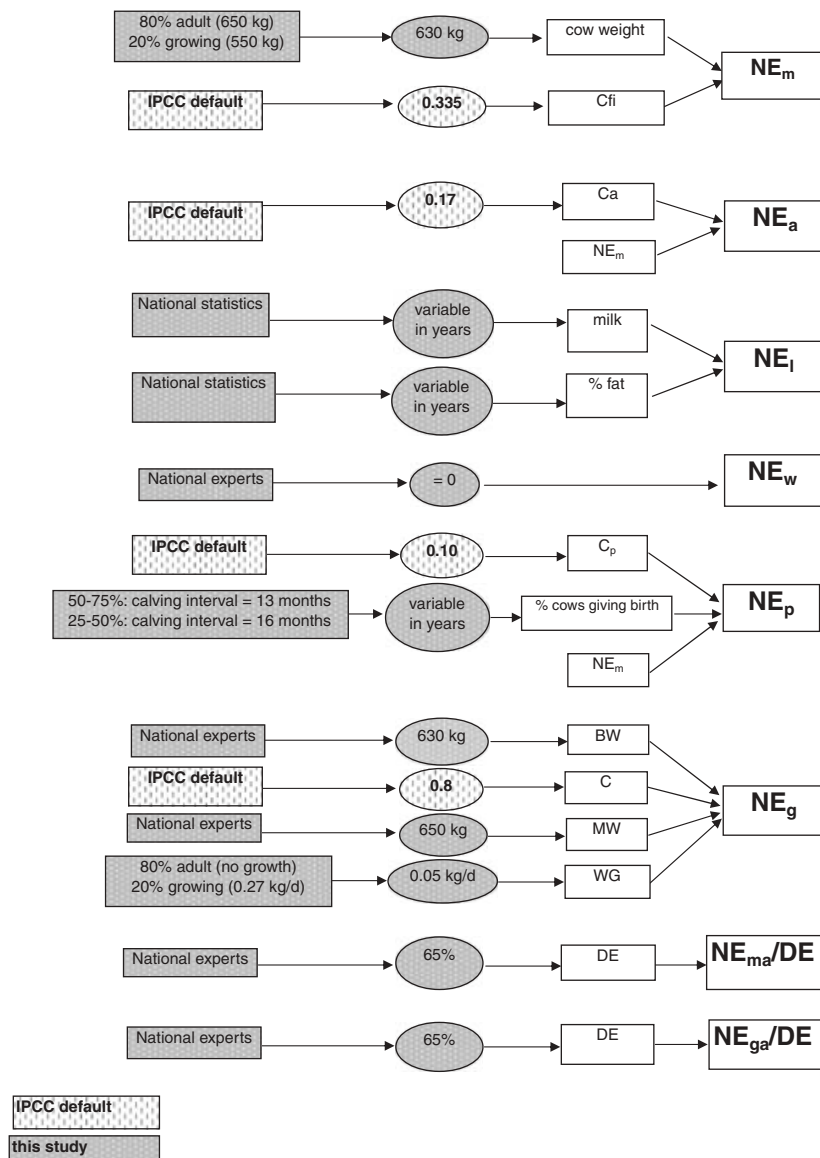 80% adult (650 kg)
20% growing (550 kg)
630 kg
cow weight
NEm
IPCC default
0.335
Cfi
IPCC default
0.17
Ca
NEa
NEm
National statistics
variable
in years
milk
NEl
National statistics
variable
in years
% fat
National experts
= 0
NEw
IPCC default
0.10
Cp
50-75%: calving interval = 13 months
25-50%: calving interval = 16 months
variable
in years
% cows giving birth
NEp
NEm
National experts
630 kg
BW
IPCC default
0.8
C
NEg
National experts
650 kg
MW
80% adult (no growth)
20% growing (0.27 kg/d)
0.05 kg/d
WG
National experts
65%
DE
NEma/DE
National experts
65%
DE
NEga/DE
IPCC default
this study